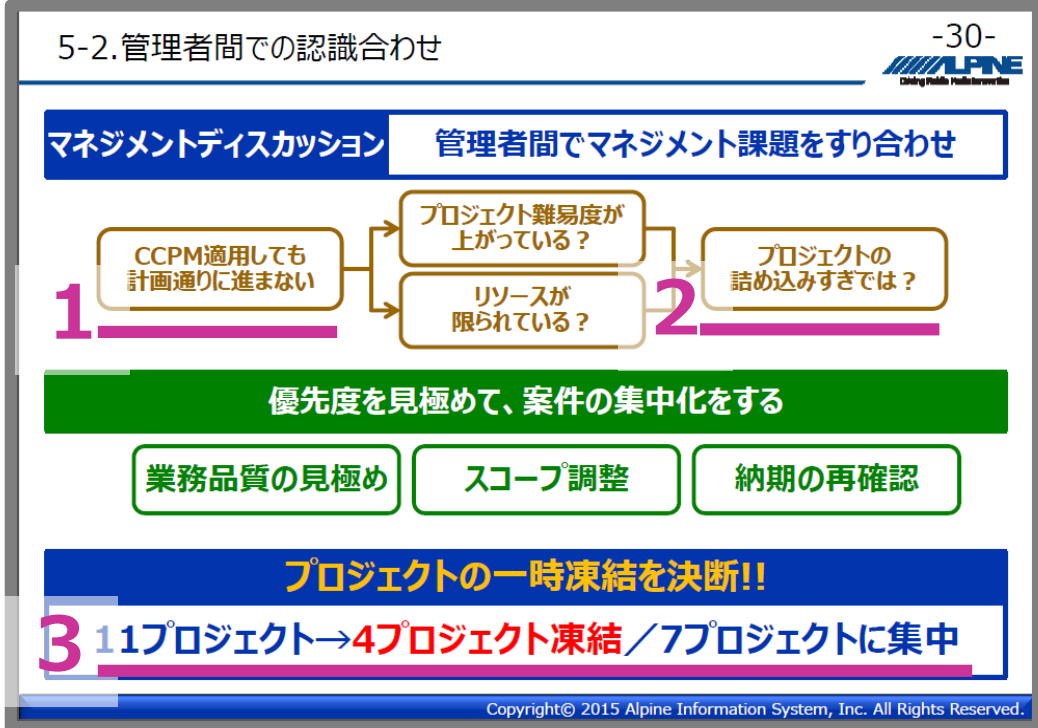 5-2.管理者間での認識合わせ
-30-
ALPINE
マネジメントディスカッション
管理者間でマネジメント課題をすり合わせ
CCPM適用しても
計画通りに進まない
プロジェクト難易度が
上がっている？
リソースが
限られている？
プロジェクトの
詰め込みすぎでは？
1
2
優先度を見極めて、案件の集中化をする
業務品質の見極め
スコープ調整
納期の再確認
プロジェクトの一時凍結を決断!!
3
11プロジェクト→4プロジェクト凍結／7プロジェクトに集中
Copyright© 2015 Alpine Information System, Inc. All Rights Reserved.